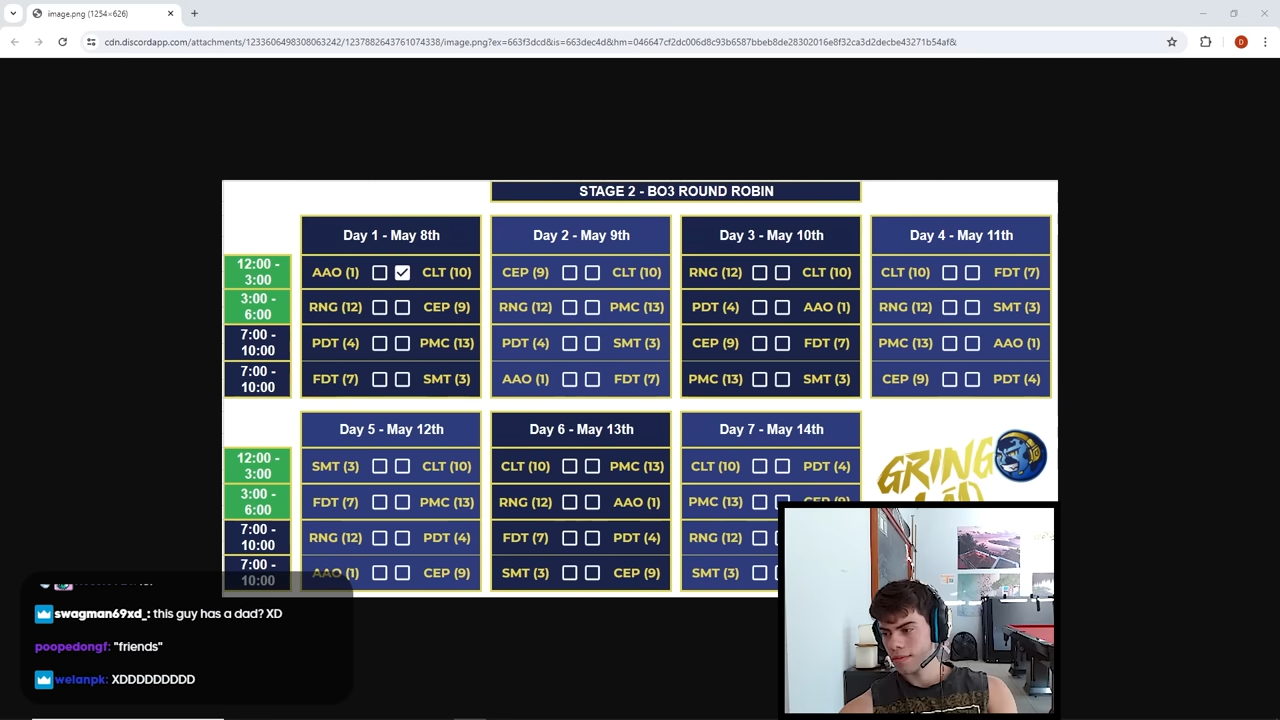 image.png (1254×626)
cdn.discordapp.com/attachments/1233606498308063242/1237882643761074338/image.png?ex=663f3dcd&is=663dec4d&hm=046647cf2dc006d8c93b6587bbeb8de28302016e8f32ca3d2decbe43271b54af&
D
STAGE 2 - BO3 ROUND ROBIN
Day 1 - May 8th Day 2 - May 9th Day 3 - May 10th Day 4 - May 11th
12:00 -
3:00
AAO (1) CLT (10) CEP (9) CLT (10) RNG (12) CLT (10) CLT (10) FDT (7)
3:00 -
6:00
RNG (12) CEP (9) RNG (12) PMC (13) PDT (4) AAO (1) RNG (12) SMT (3)
7:00 -
10:00
PDT (4) PMC (13) PDT (4) SMT (3) CEP (9) FDT (7) PMC (13) AAO (1)
7:00 -
10:00
FDT (7) SMT (3) AAO (1) FDT (7) PMC (13) SMT (3) CEP (9) PDT (4)
Day 5 - May 12th Day 6 - May 13th Day 7 - May 14th
12:00 -
3:00
SMT (3) CLT (10) CLT (10) PMC (13) CLT (10) PDT (4)
3:00 -
6:00
FDT (7) PMC (13) RNG (12) AAO (1) PMC (13) CEP (9)
7:00 -
10:00
RNG (12) PDT (4) FDT (7) PDT (4) RNG (12)
7:00 -
10:00
AAO (1) CEP (9) SMT (3) CEP (9) SMT (3)
GRING
swagman69xd_: this guy has a dad? XD
poopedongf: "friends"
welanpk: XDDDDDDDDD